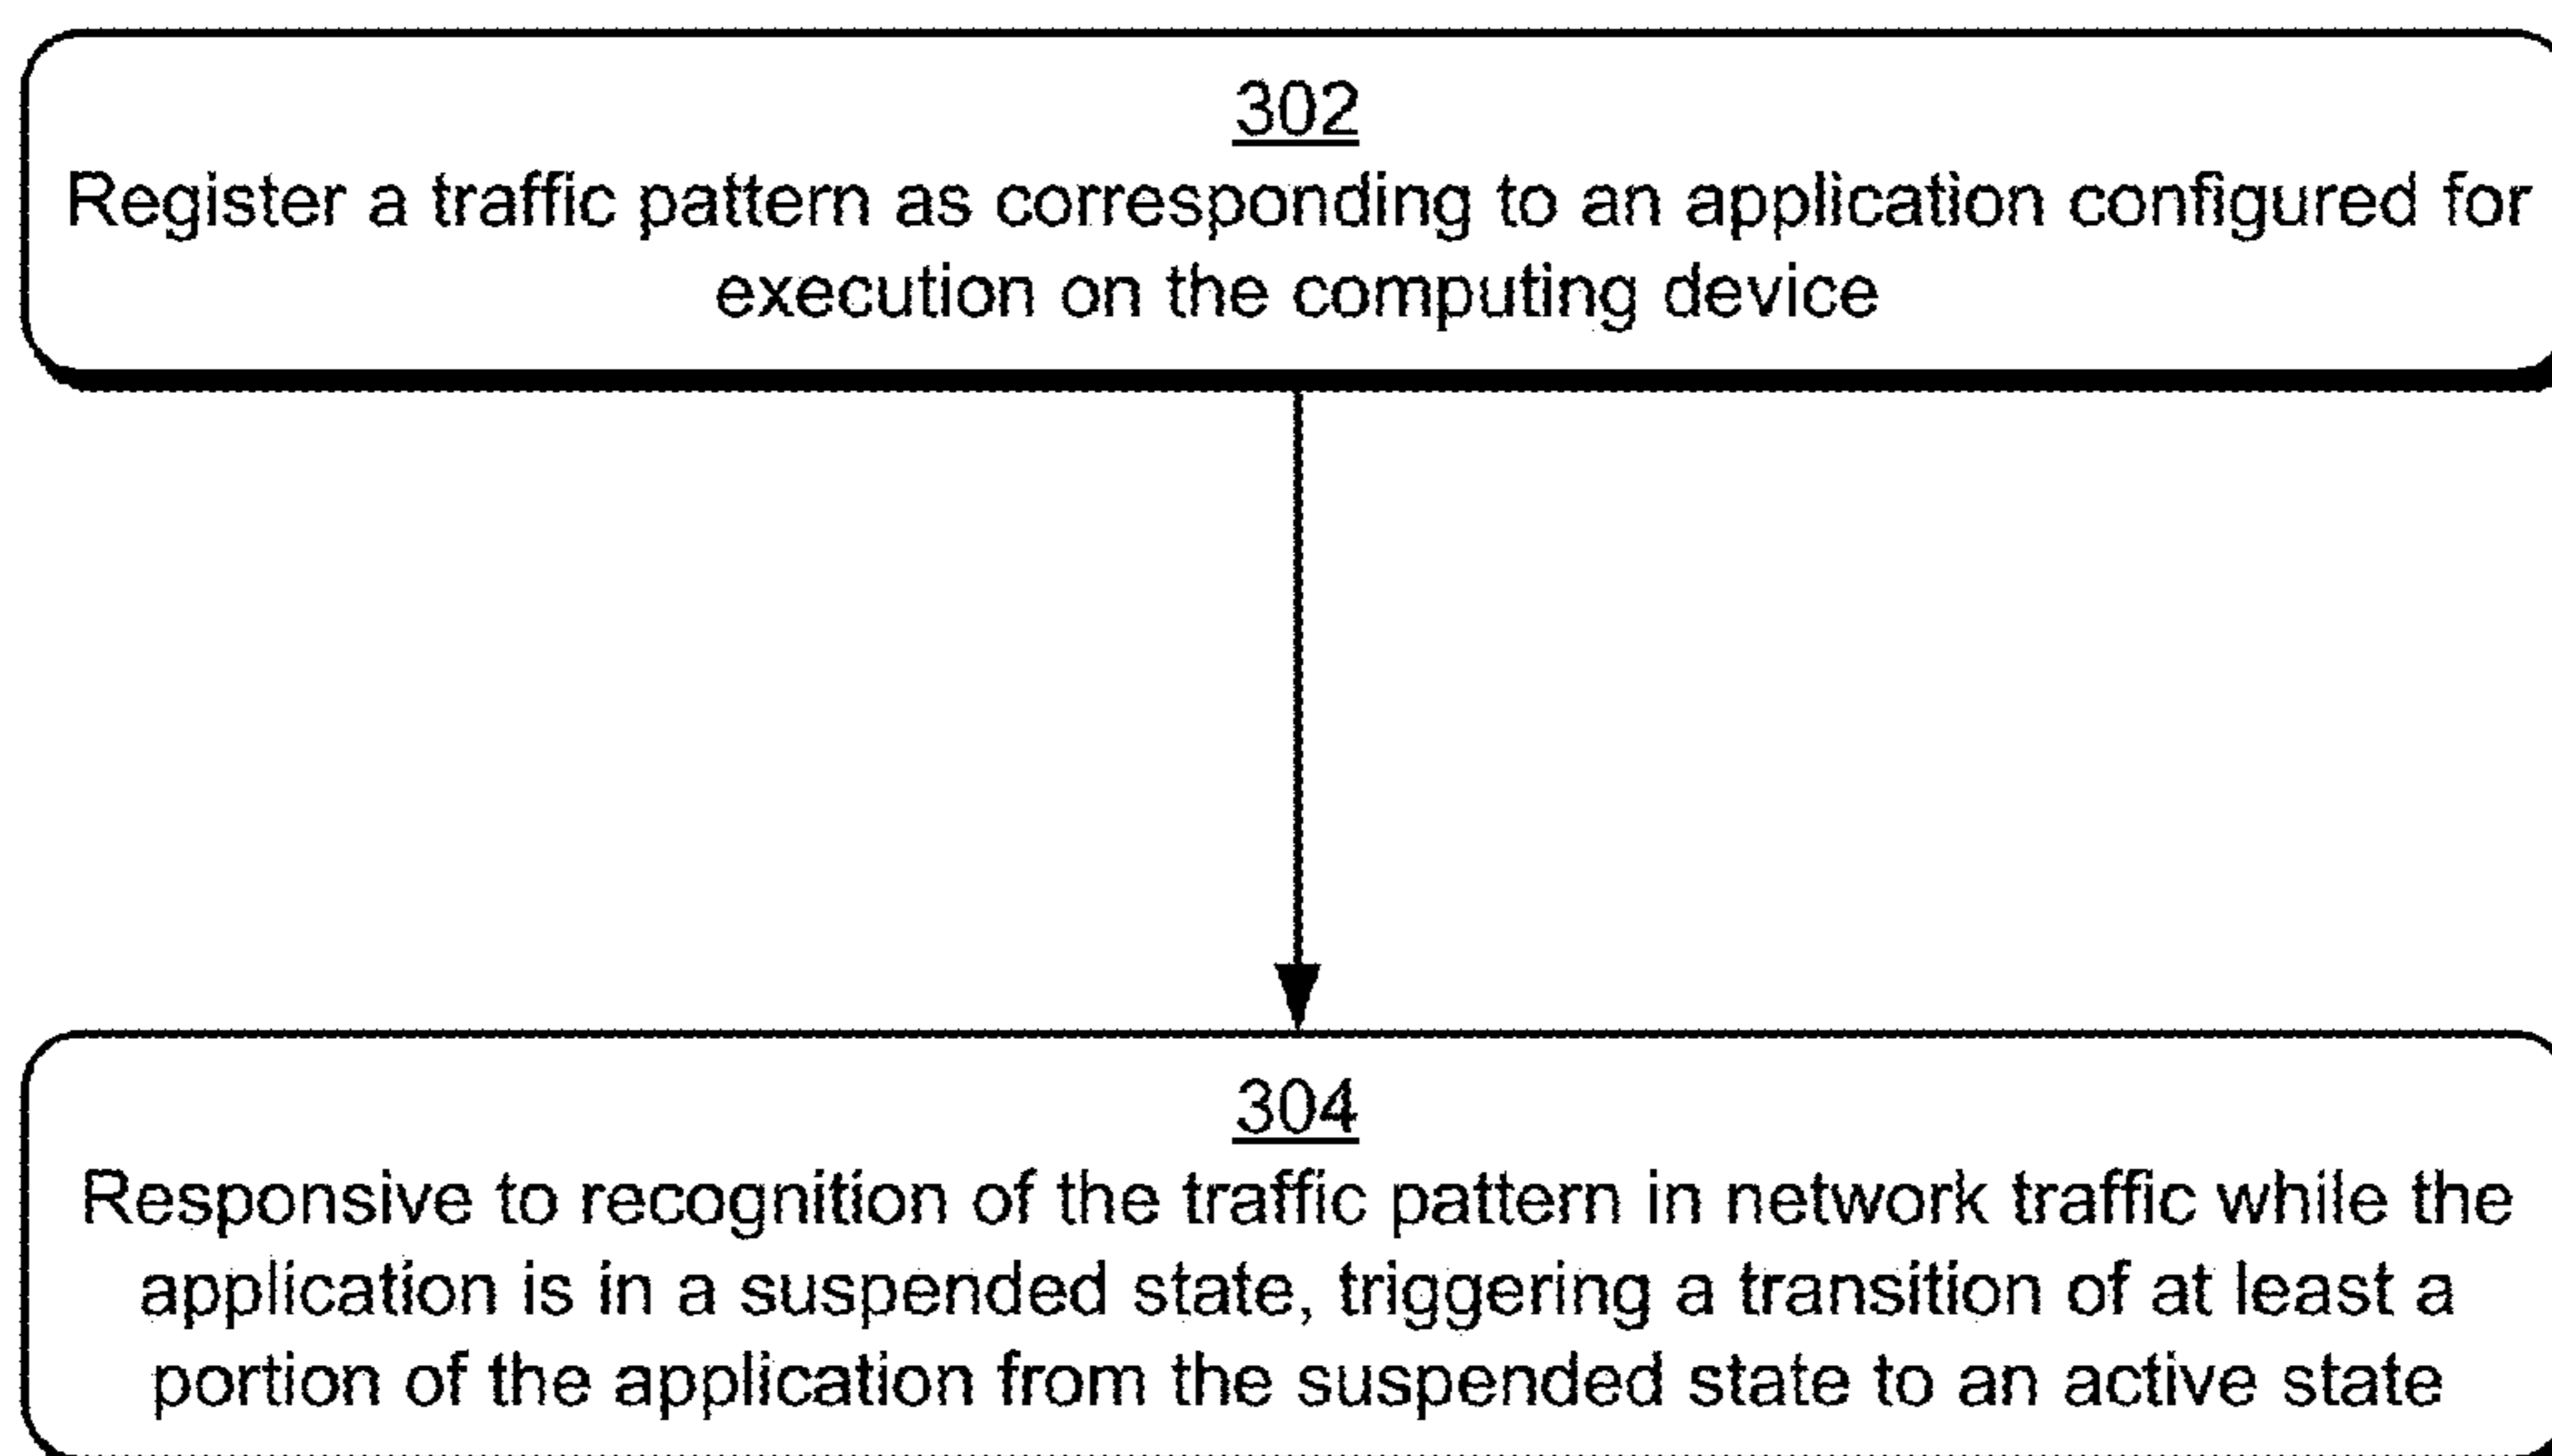 302
Register a traffic pattern as corresponding to an application configured for
execution on the computing device
304
Responsive to recognition of the traffic pattern in network traffic while the
application is in a suspended state, triggering a transition of at least a
portion of the application from the suspended state to an active state